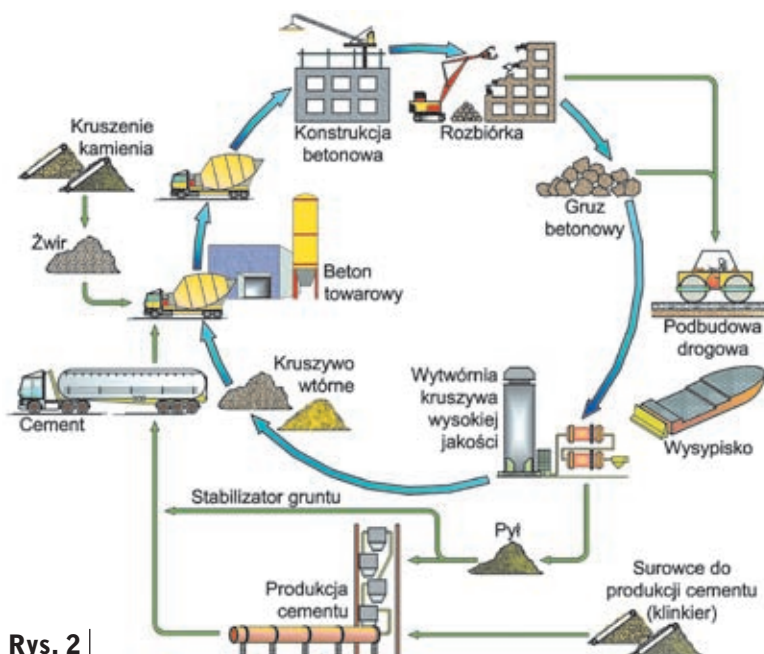 Kruszenie
kamienia
Żwir
Konstrukcja
betonowa
Rozbiórka
Gruz
betonowy
Beton
towarowy
Podbudowa
drogowa
Kruszywo
wtórne
Wytwórnia
kruszywa
wysokiej
jakości
Wysypisko
Cement
Stabilizator gruntu
Pył
Produkcja
cementu
Surowce do
produkcji cementu
(klinkier)
Rys. 2